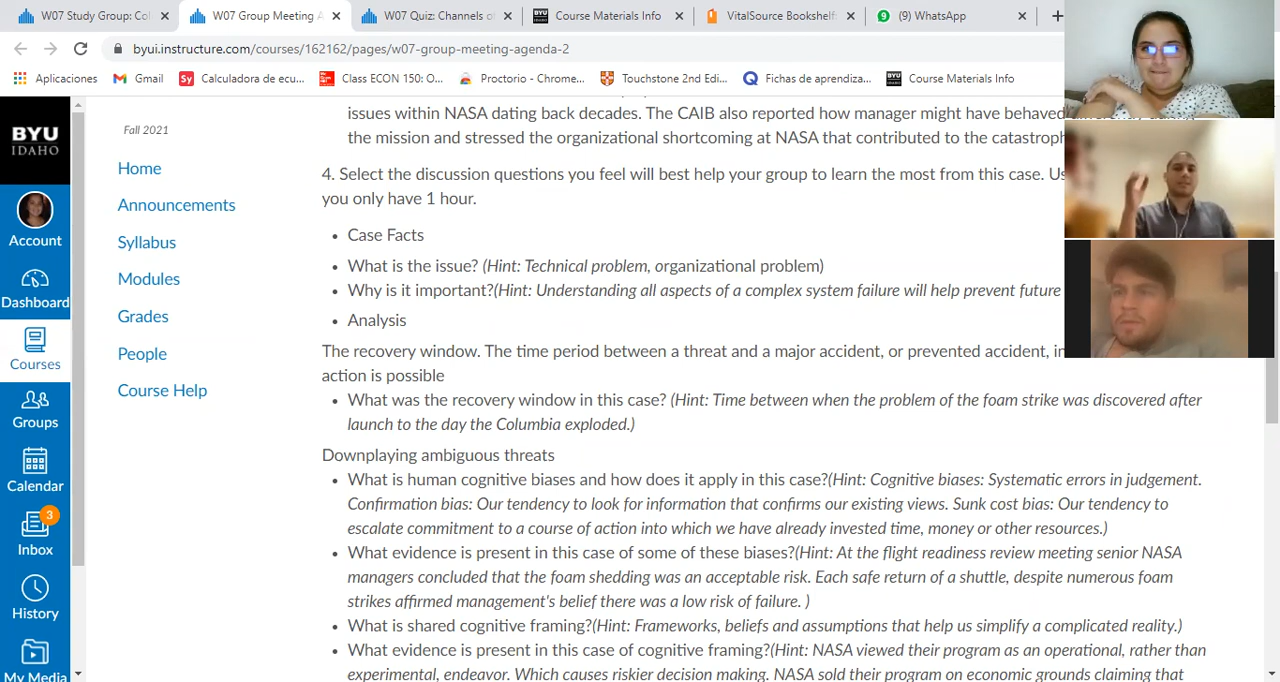 W07 Study Group: Co
W07 Group Meeting A
W07 Quiz: Channels of
Course Materials Info
VitalSource Bookshelf:
(9) WhatsApp
byui.instructure.com/courses/162162/pages/w07-group-meeting-agenda-2
Aplicaciones
Gmail
Sy
Calculadora de ecu...
Class ECON 150: O...
Proctorio - Chrome...
Touchstone 2nd Edi...
Fichas de aprendiza...
Course Materials Info
BYU
IDAHO
Account
Dashboard
Courses
Groups
Calendar
3
Inbox
History
My Media
Fall 2021
Home
Announcements
Syllabus
Modules
Grades
People
Course Help
issues within NASA dating back decades. The CAIB also reported how manager might have behaved
the mission and stressed the organizational shortcoming at NASA that contributed to the catastrop
4. Select the discussion questions you feel will best help your group to learn the most from this case. Us
you only have 1 hour.
• Case Facts
• What is the issue? (Hint: Technical problem, organizational problem)
• Why is it important?(Hint: Understanding all aspects of a complex system failure will help prevent future
• Analysis
The recovery window. The time period between a threat and a major accident, or prevented accident, in
action is possible
• What was the recovery window in this case? (Hint: Time between when the problem of the foam strike was discovered after
launch to the day the Columbia exploded.)
Downplaying ambiguous threats
• What is human cognitive biases and how does it apply in this case?(Hint: Cognitive biases: Systematic errors in judgement.
Confirmation bias: Our tendency to look for information that confirms our existing views. Sunk cost bias: Our tendency to
escalate commitment to a course of action into which we have already invested time, money or other resources.)
• What evidence is present in this case of some of these biases?(Hint: At the flight readiness review meeting senior NASA
managers concluded that the foam shedding was an acceptable risk. Each safe return of a shuttle, despite numerous foam
strikes affirmed management's belief there was a low risk of failure. )
• What is shared cognitive framing?(Hint: Frameworks, beliefs and assumptions that help us simplify a complicated reality.)
• What evidence is present in this case of cognitive framing?(Hint: NASA viewed their program as an operational, rather than
experimental, endeavor. Which causes riskier decision making. NASA sold their program on economic grounds claiming that